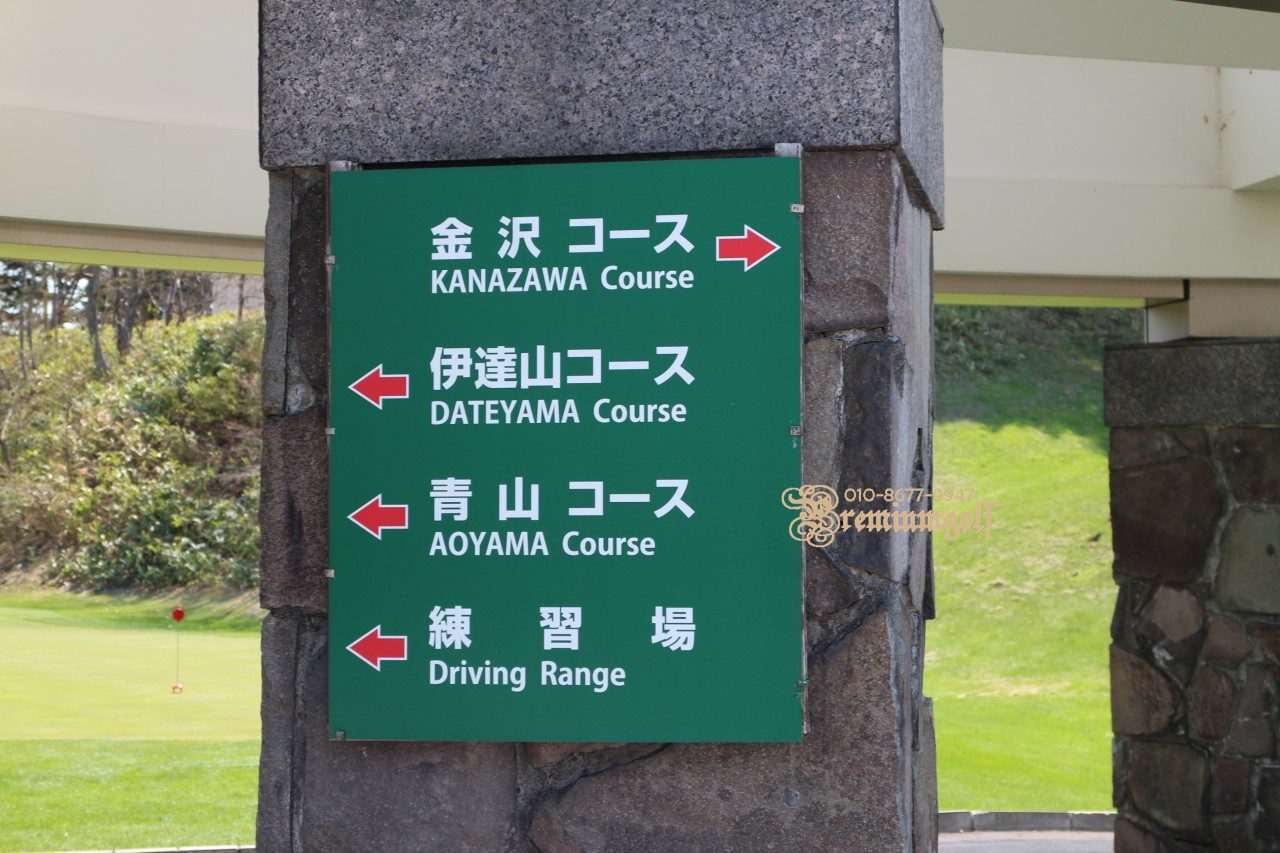 金沢 コース
KANAZAWA Course
伊達山コース
DATEYAMA Course
青山 コース
AOYAMA Course
練習場
Driving Range
010-8677-0947
Premiumgolf